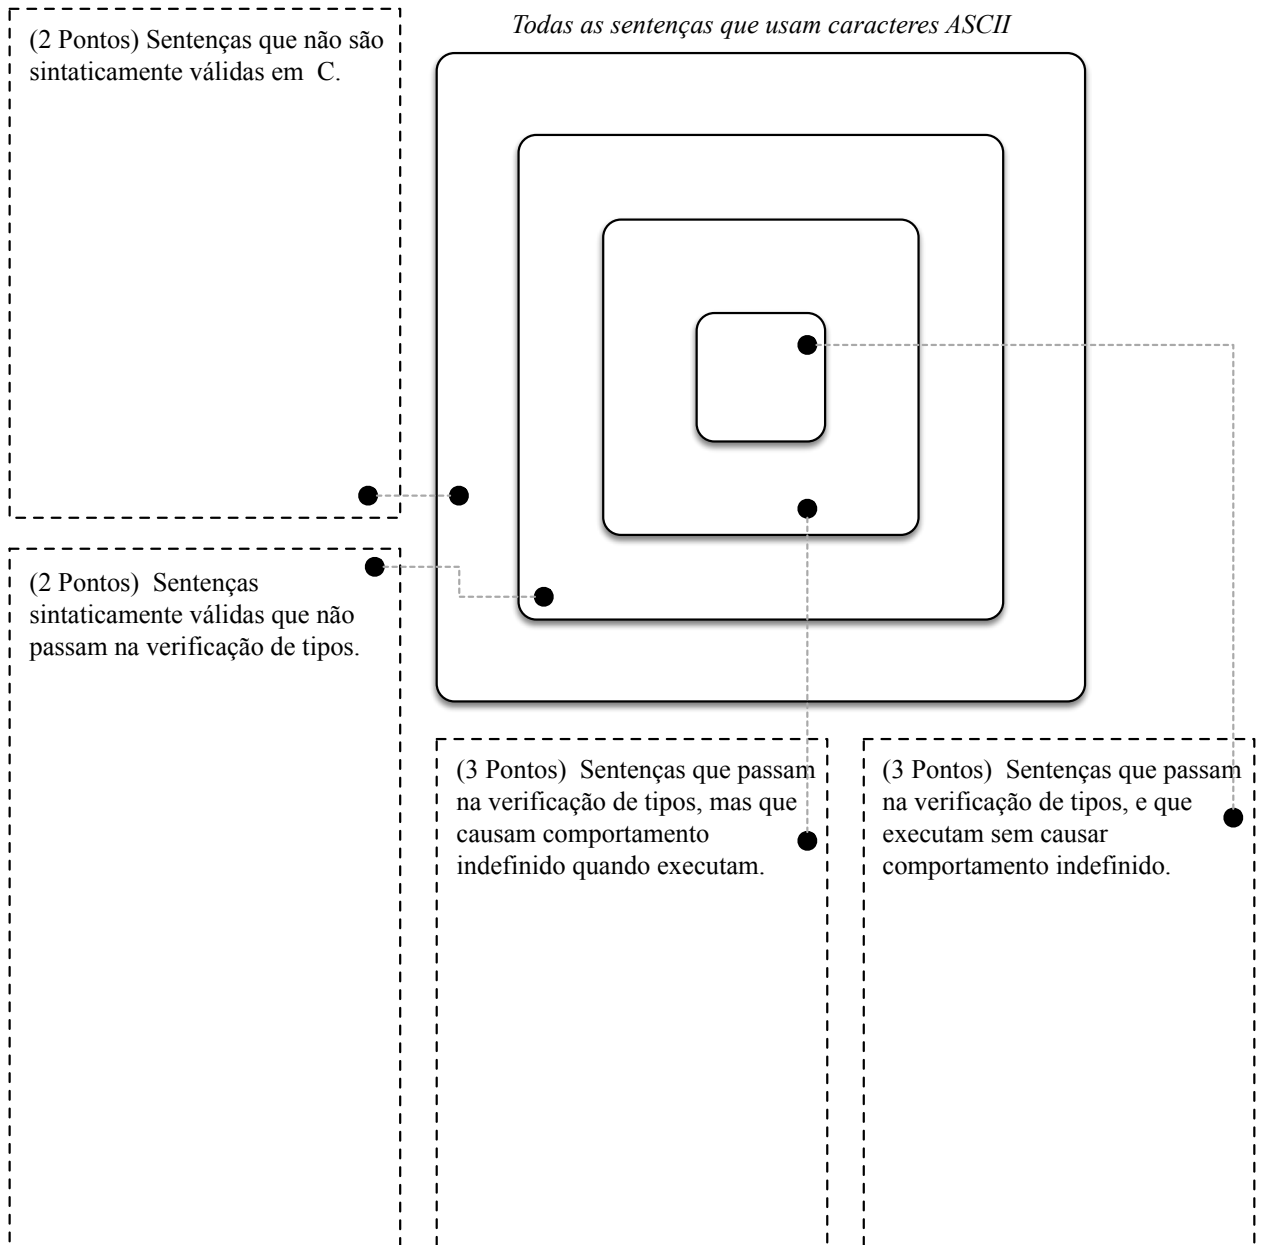 Todas as sentenças que usam caracteres ASCII
(2 Pontos) Sentenças que não são
sintaticamente válidas em C.
(2 Pontos) Sentenças
sintaticamente válidas que não
passam na verificação de tipos.
(3 Pontos) Sentenças que passam
na verificação de tipos, mas que
causam comportamento
indefinido quando executam.
(3 Pontos) Sentenças que passam
na verificação de tipos, e que
executam sem causar
comportamento indefinido.